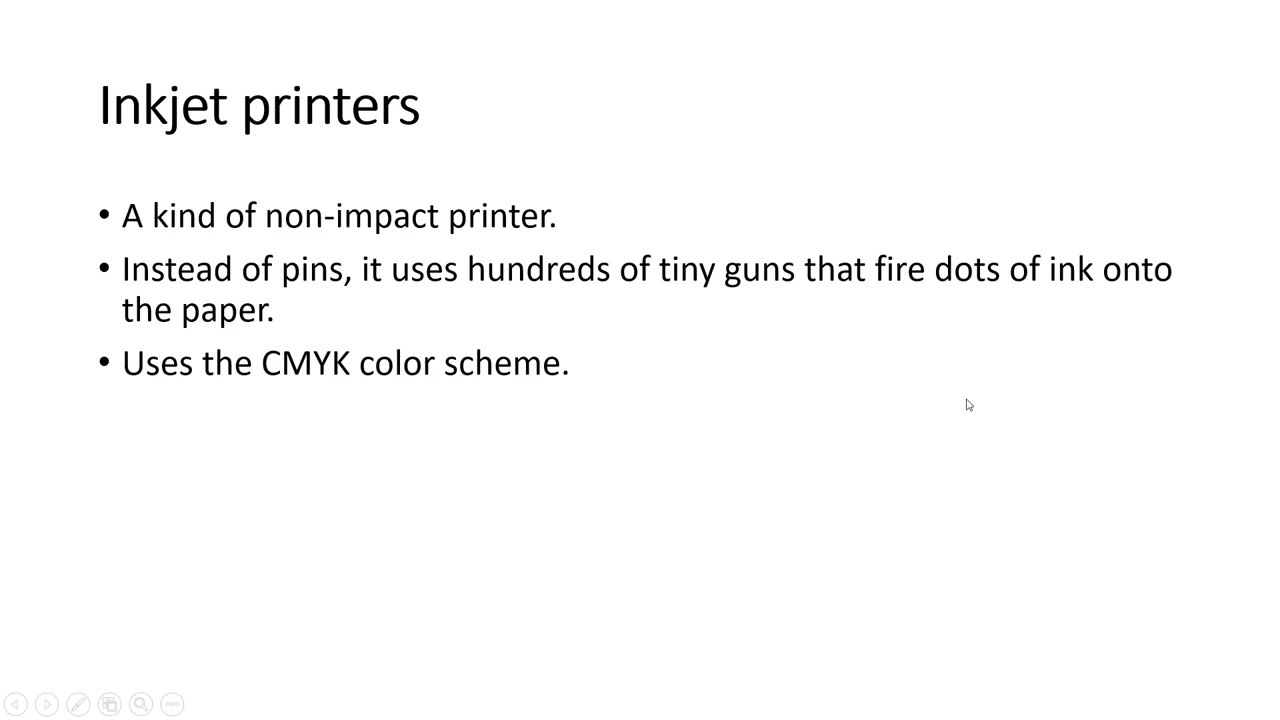 Inkjet printers
• A kind of non-impact printer.
• Instead of pins, it uses hundreds of tiny guns that fire dots of ink onto
the paper.
• Uses the CMYK color scheme.